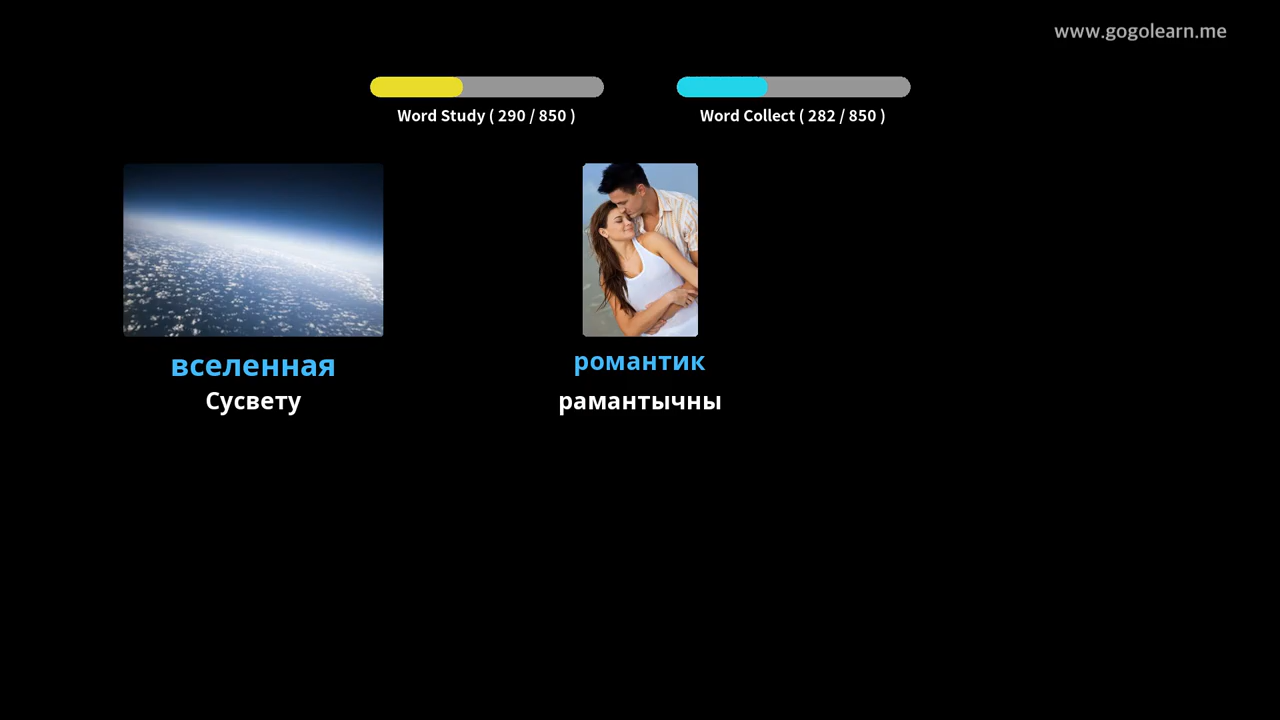 www.gogolearn.me
Word Study ( 290 / 850 )
Word Collect ( 282 / 850 )
вселенная
Сусвету
романтик
рамантычны